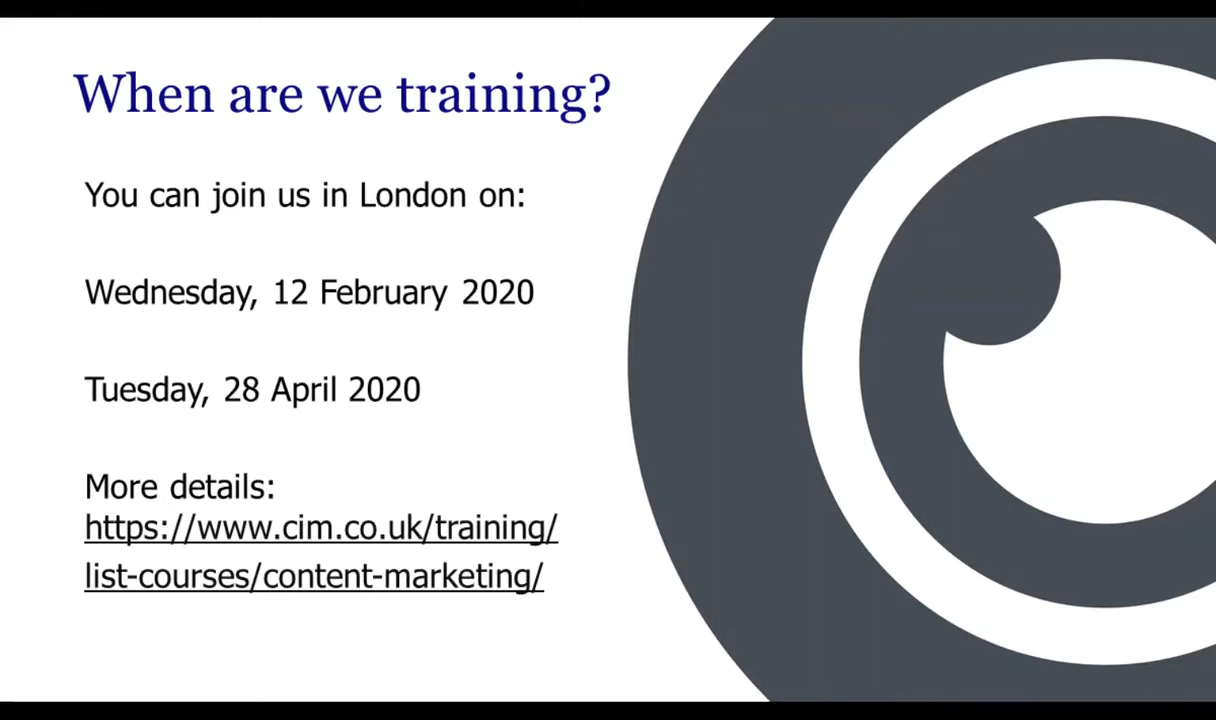 When are we training?
You can join us in London on:
Wednesday, 12 February 2020
Tuesday, 28 April 2020
More details:
https://www.cim.co.uk/training/
list-courses/content-marketing/